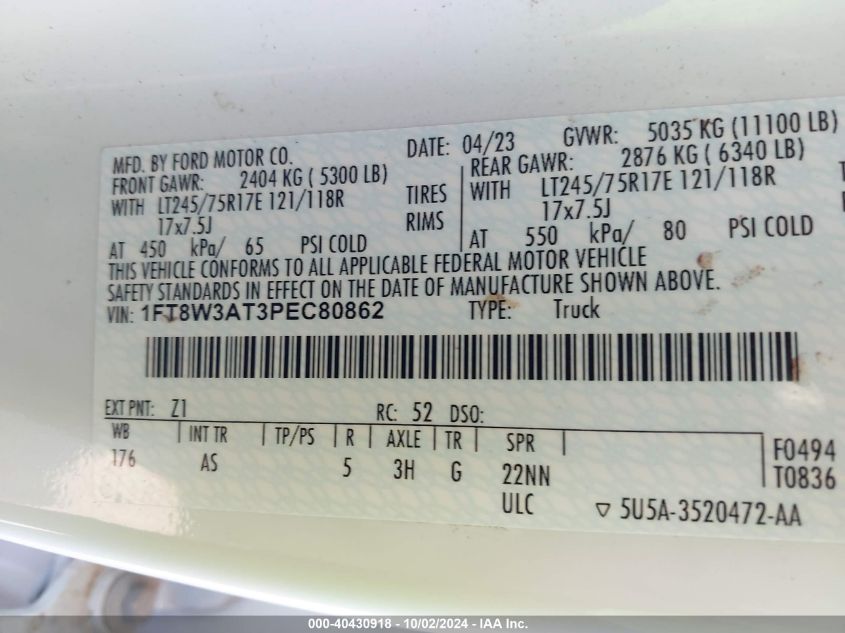 MFD. BY FORD MOTOR CO.
DATE: 04/23 GVWR: 5035 KG (11100 LB)
FRONT GAWR: 2404 KG ( 5300 LB)
REAR GAWR: 2876 KG ( 6340 LB)
WITH LT245/75R17E 121/118R TIRES WITH LT245/75R17E 121/118R
17x7.5J RIMS 17x7.5J
AT 450 kPa/ 65 PSI COLD AT 550 kPa/ 80 PSI COLD
THIS VEHICLE CONFORMS TO ALL APPLICABLE FEDERAL MOTOR VEHICLE
SAFETY STANDARDS IN EFFECT ON THE DATE OF MANUFACTURE SHOWN ABOVE.
VIN: 1FT8W3AT3PEC80862 TYPE: Truck
EXT PNT: Z1 RC: 52 DSO:
WB INT TR TP/PS R AXLE TR SPR
176 AS 5 3H G 22NN
ULC
F0494
T0836
5U5A-3520472-AA
000-40430918 - 10/02/2024 - IAA Inc.